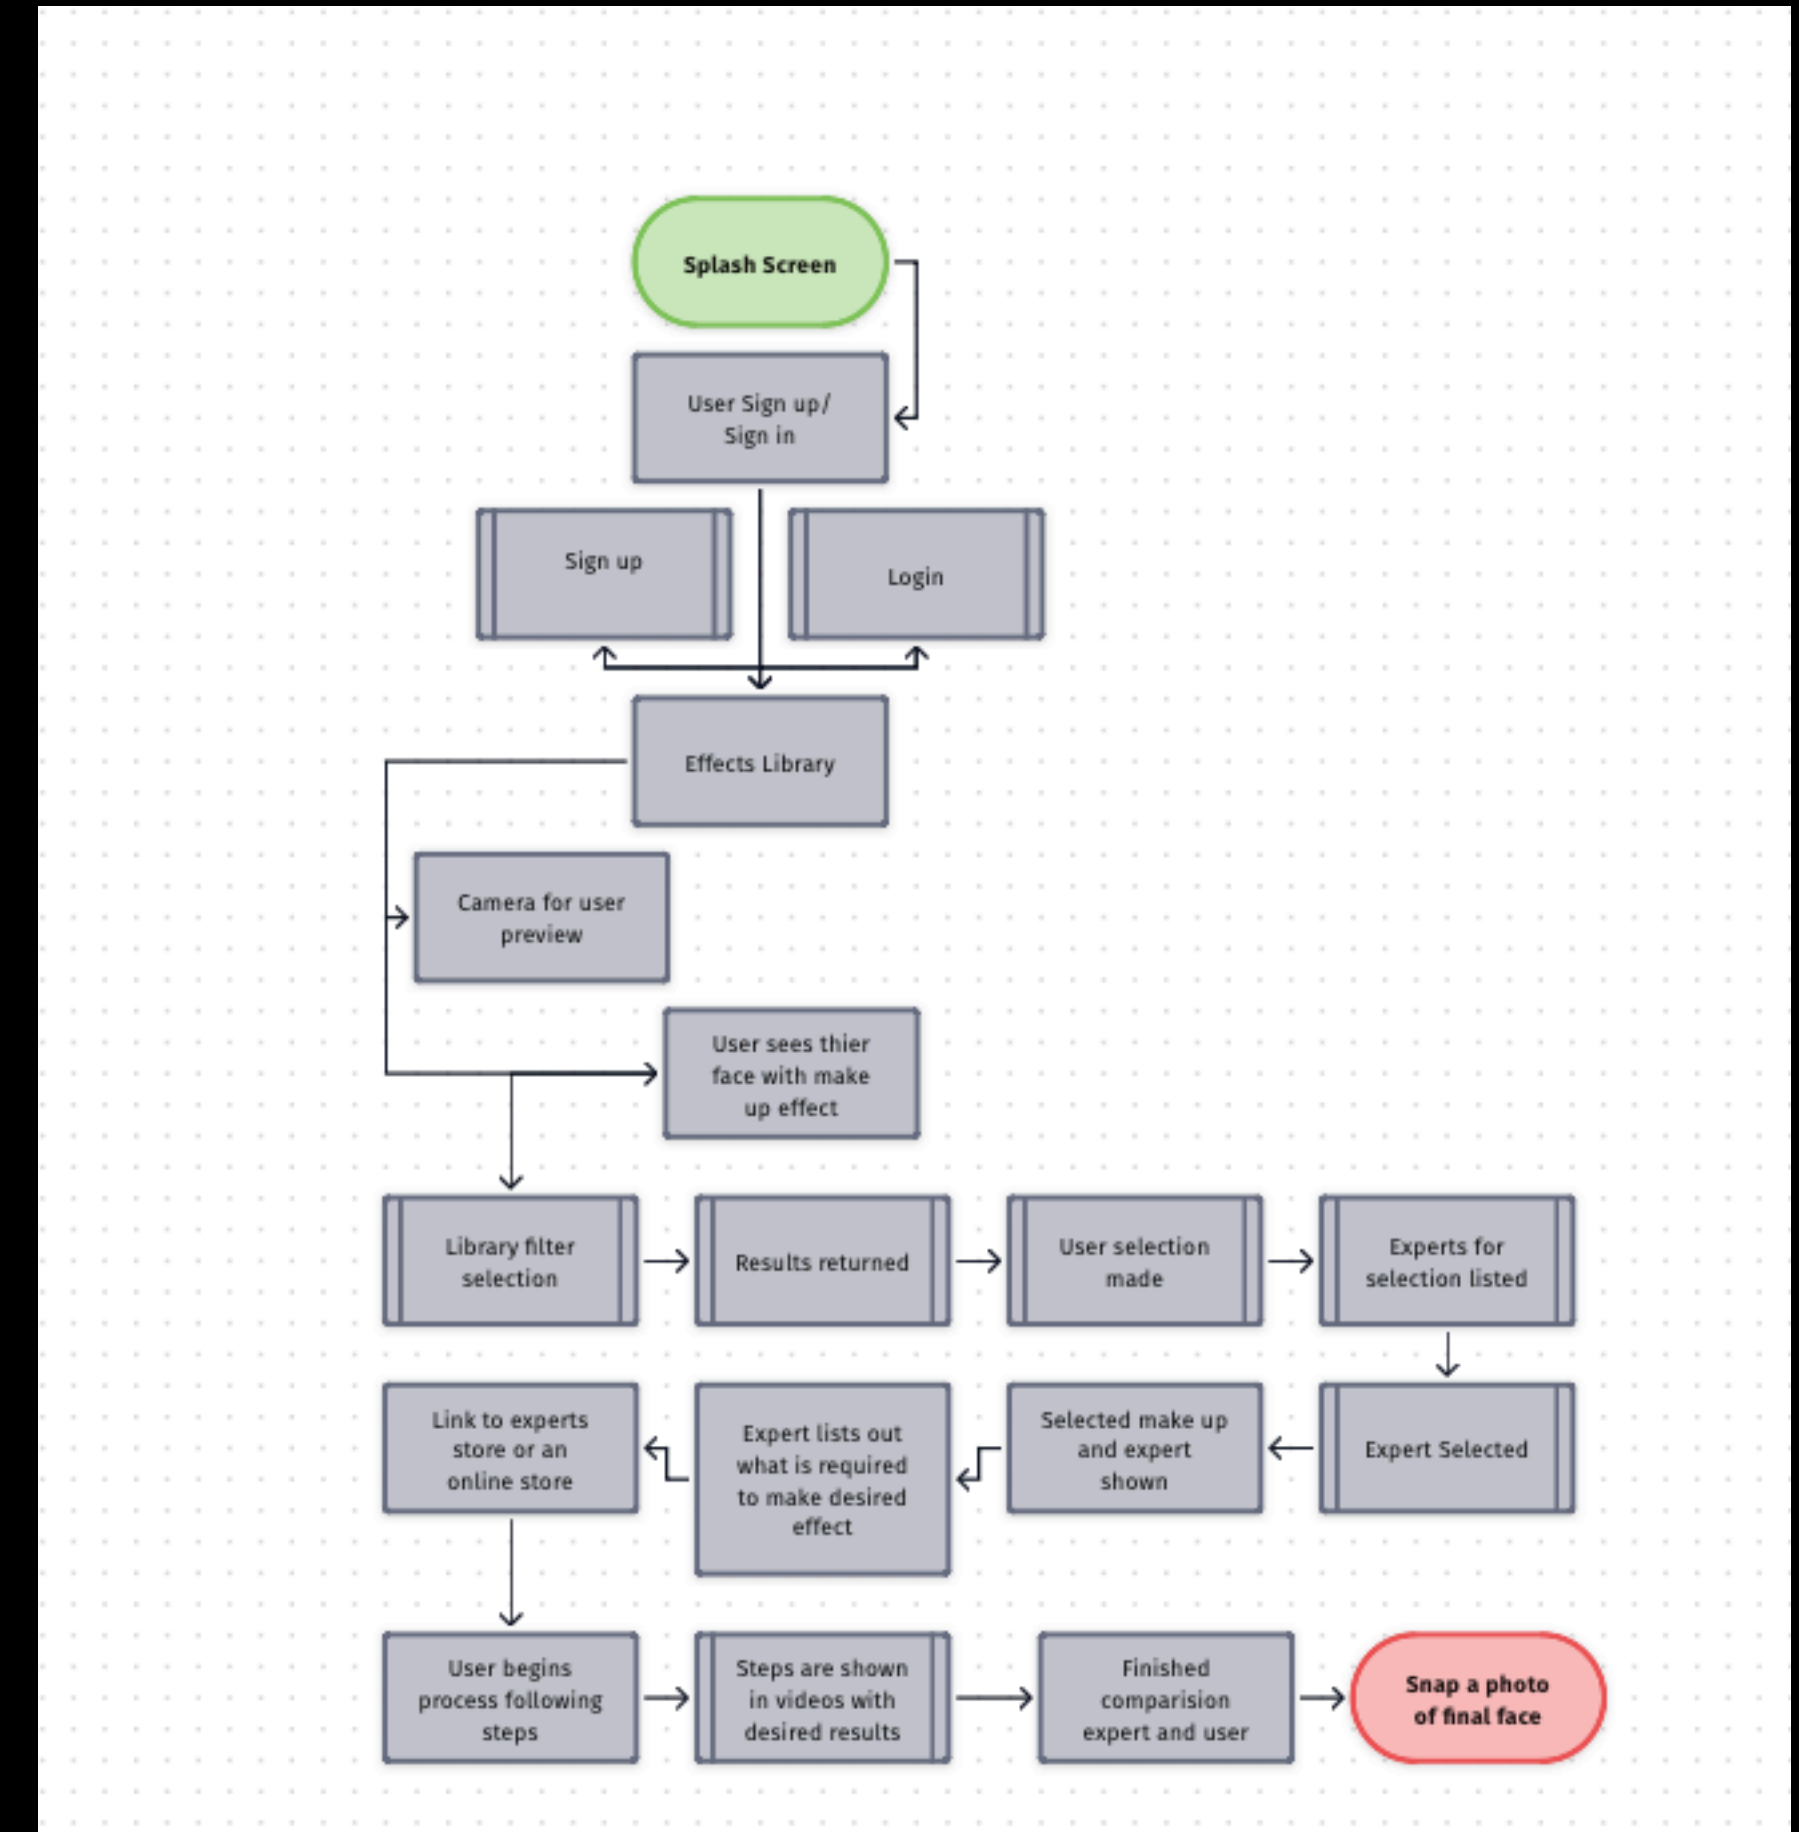 Splash Screen
User Sign up/
Sign in
Sign up
Login
Effects Library
Camera for user
preview
User sees thier
face with make
up effect
Library filter
selection
Results returned
User selection
made
Experts for
selection listed
Link to experts
store or an
online store
Expert lists out
what is required
to make desired
effect
Selected make up
and expert
shown
Expert Selected
User begins
process following
steps
Steps are shown
in videos with
desired results
Finished
comparision
expert and user
Snap a photo
of final face